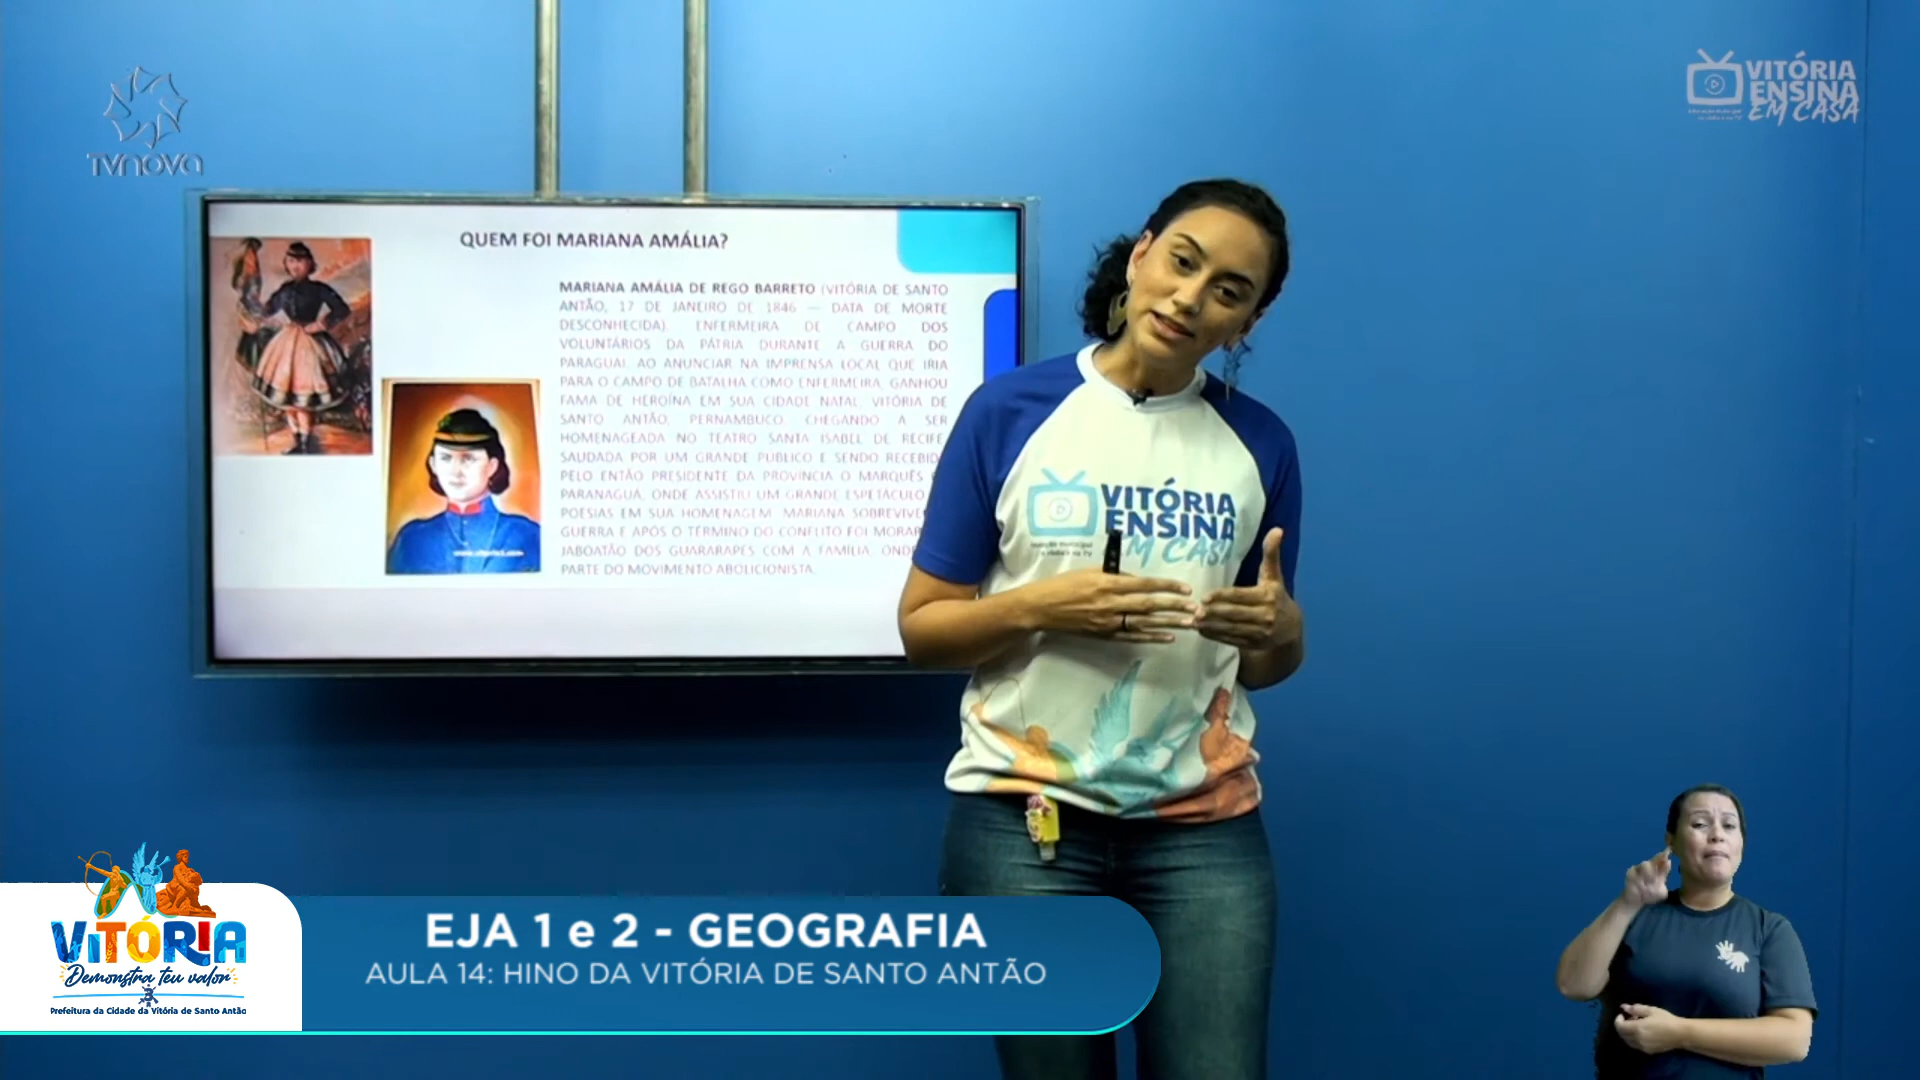 TVNOVA
VITÓRIA
ENSINA
EM CASA
QUEM FOI MARIANA AMÁLIA?
MARIANA AMÁLIA DE REGO BARRETO (VITÓRIA DE SANTO
ANTÃO, 17 DE JANEIRO DE 1846 — DATA DE MORTE
DESCONHECIDA). ENFERMEIRA DE CAMPO DOS
VOLUNTÁRIOS DA PÁTRIA DURANTE A GUERRA DO
PARAGUAI. AO ANUNCIAR NA IMPRENSA LOCAL QUE IRIA
PARA O CAMPO DE BATALHA COMO ENFERMEIRA, GANHOU
FAMA DE HEROÍNA EM SUA CIDADE NATAL, VITÓRIA DE
SANTO ANTÃO, PERNAMBUCO, CHEGANDO A SER
HOMENAGEADA NO TEATRO SANTA ISABEL DE RECIFE,
SAUDADA POR UM GRANDE PUBLICO E SENDO RECEBID
PELO ENTÃO PRESIDENTE DA PROVÍNCIA O MARQUÊS
PARANAGUÁ, ONDE ASSISTIU UM GRANDE ESPETÁCULO
POESIAS EM SUA HOMENAGEM. MARIANA SOBREVIVE
GUERRA E APÓS O TÉRMINO DO CONFLITO FOI MORAR
JABOATÃO DOS GUARARAPES COM A FAMÍLIA, ONDE
PARTE DO MOVIMENTO ABOLICIONISTA.
VITÓRIA
ENSINA
EM CASA
EJA 1 e 2 - GEOGRAFIA
AULA 14: HINO DA VITÓRIA DE SANTO ANTÃO
VITÓRIA
Demonstra teu valor
Prefeitura da Cidade da Vitória de Santo Antão